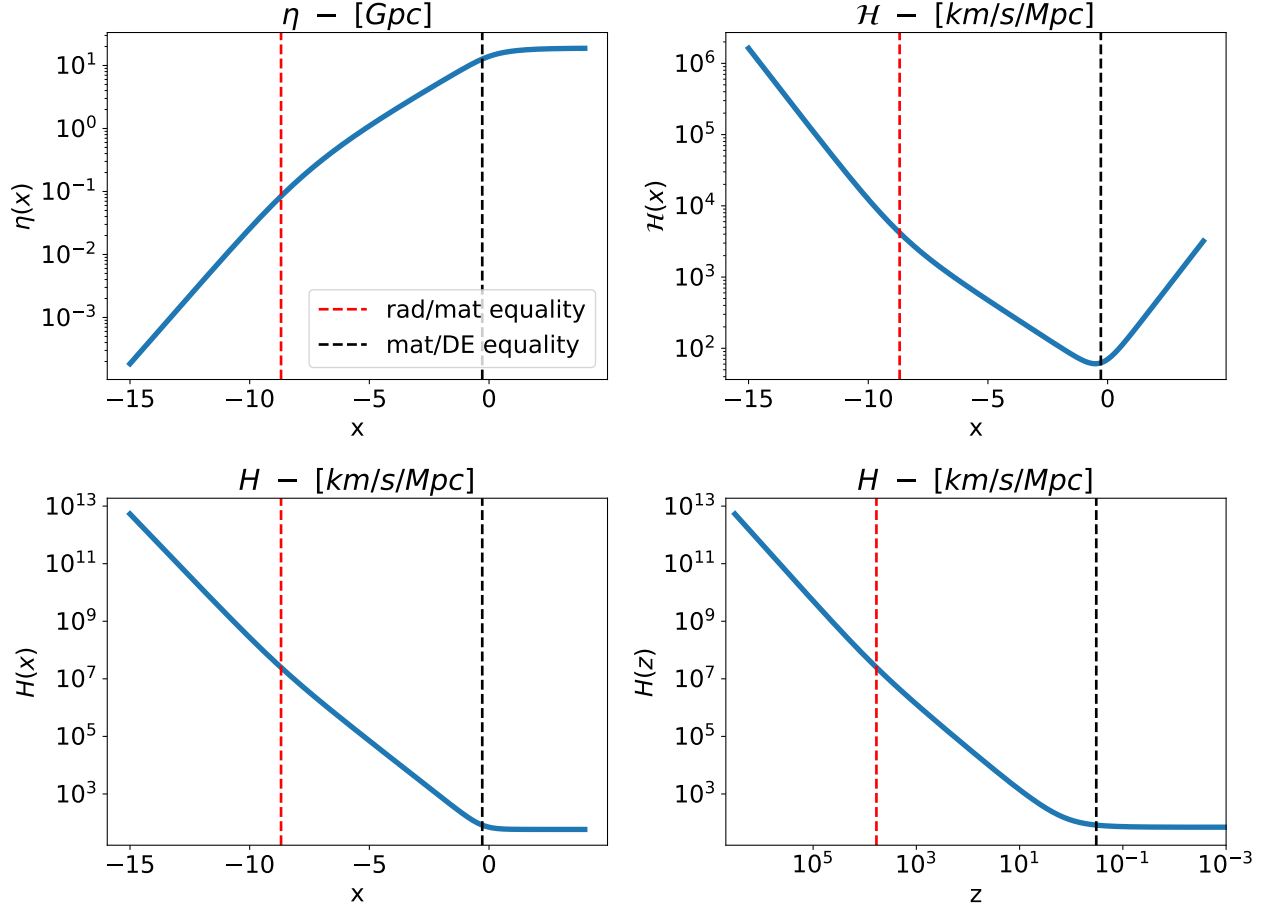 η − [Gpc]
10¹
10⁰
10⁻¹
10⁻²
10⁻³
η(x)
rad/mat equality
mat/DE equality
−15 −10 −5 0
x
ℋ − [km/s/Mpc]
10⁶
10⁵
10⁴
10³
10²
ℋ(x)
−15 −10 −5 0
x
H − [km/s/Mpc]
10¹³
10¹¹
10⁹
10⁷
10⁵
10³
H(x)
−15 −10 −5 0
x
H − [km/s/Mpc]
10¹³
10¹¹
10⁹
10⁷
10⁵
10³
H(z)
10⁵ 10³ 10¹ 10⁻¹ 10⁻³
z